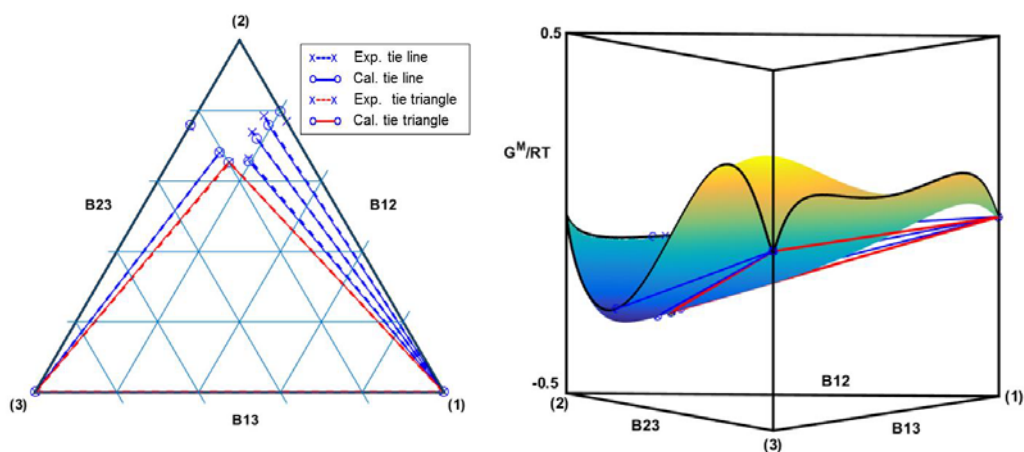 (2)
x---x Exp. tie line
o—o Cal. tie line
x---x Exp. tie triangle
o—o Cal. tie triangle
B23
B12
(3)
(1)
B13
0.5
G^M/RT
-0.5
B12
(2)
(1)
B23
B13
(3)